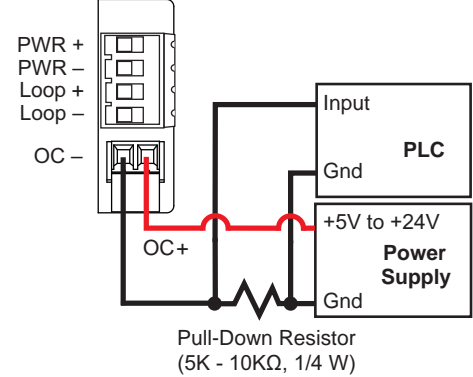 PWR +
PWR –
Loop +
Loop –
OC –
OC+
Input
PLC
Gnd
+5V to +24V
Power
Supply
Gnd
Pull-Down Resistor
(5K - 10KΩ, 1/4 W)